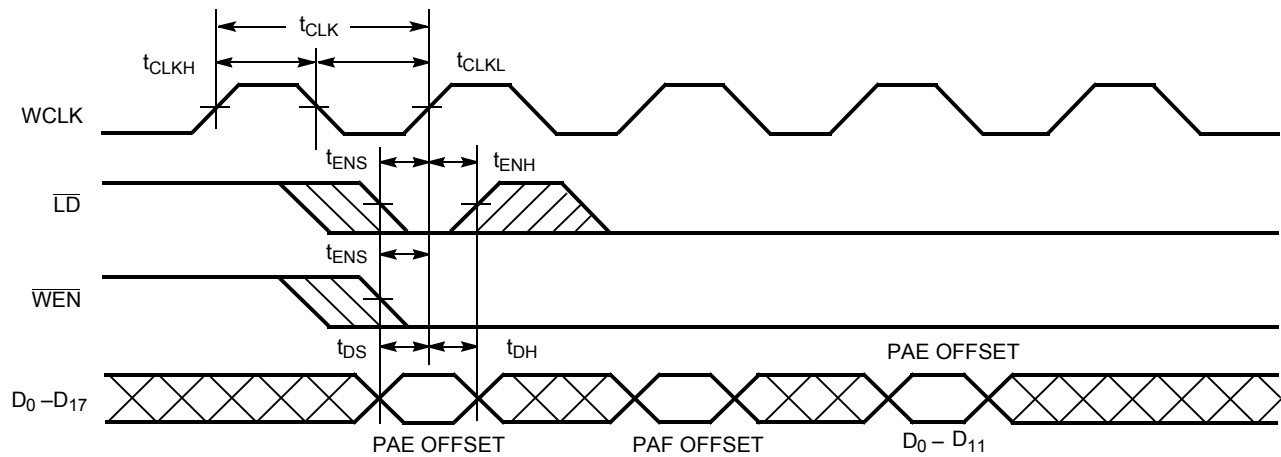 tCLK
tCLKH
tCLKL
WCLK
tENS
tENH
LD
tENS
WEN
tDS
tDH
PAE OFFSET
D0 –D17
PAE OFFSET
PAF OFFSET
D0 – D11